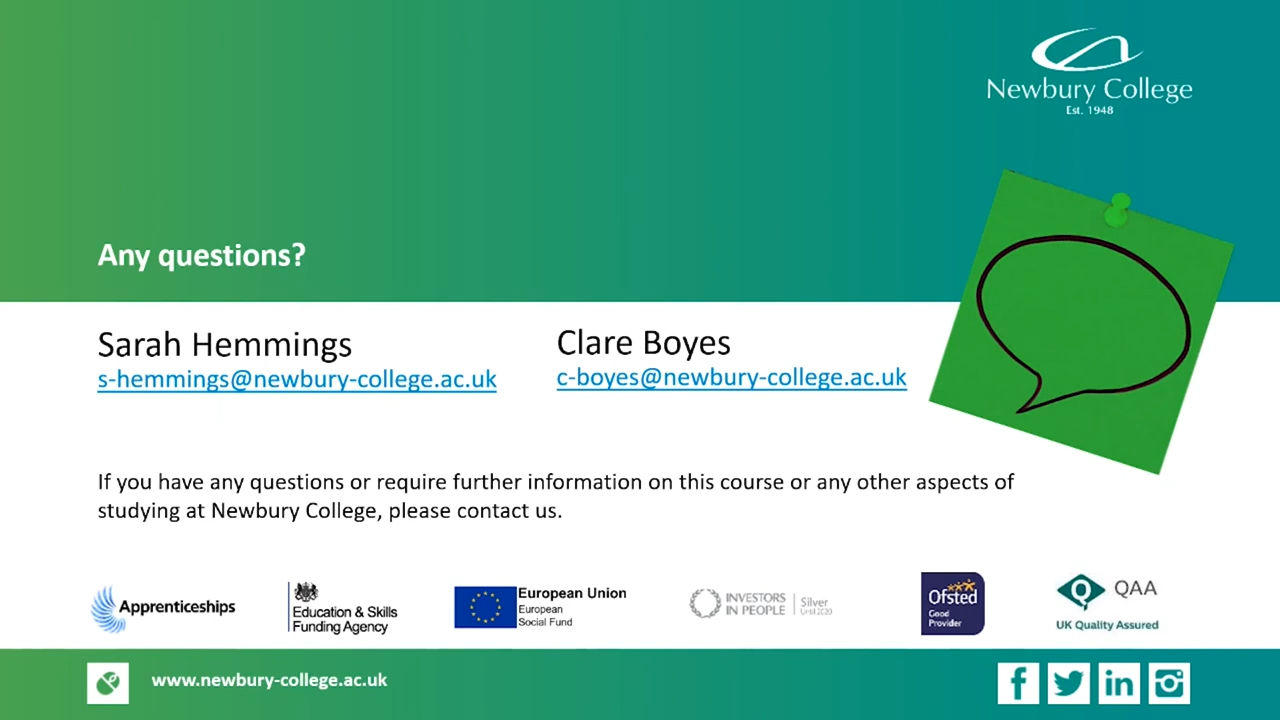 Newbury College
Est. 1948
Any questions?
Sarah Hemmings
s-hemmings@newbury-college.ac.uk
Clare Boyes
c-boyes@newbury-college.ac.uk
If you have any questions or require further information on this course or any other aspects of
studying at Newbury College, please contact us.
Apprenticeships
Education & Skills
Funding Agency
European Union
European
Social Fund
INVESTORS
IN PEOPLE
Silver
Until 2020
Ofsted
Good
Provider
QAA
UK Quality Assured
www.newbury-college.ac.uk